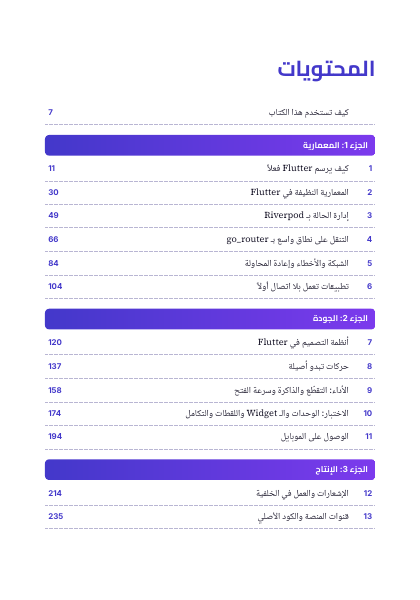 المحتويات
كيف تستخدم هذا الكتاب 7
الجزء 1: المعمارية
1 كيف يرسم Flutter فعلاً 11
2 المعمارية النظيفة في Flutter 30
3 إدارة الحالة بـ Riverpod 49
4 التنقل على نطاق واسع بـ go_router 66
5 الشبكة والأخطاء وإعادة المحاولة 84
6 تطبيقات تعمل بلا اتصال أولاً 104
الجزء 2: الجودة
7 أنظمة التصميم في Flutter 120
8 حركات تبدو أصيلة 137
9 الأداء: التقطّع والذاكرة وسرعة الفتح 158
10 الاختبار: الوحدات والـ Widget واللقطات والتكامل 174
11 الوصول على الموبايل 194
الجزء 3: الإنتاج
12 الإشعارات والعمل في الخلفية 214
13 قنوات المنصة والكود الأصلي 235